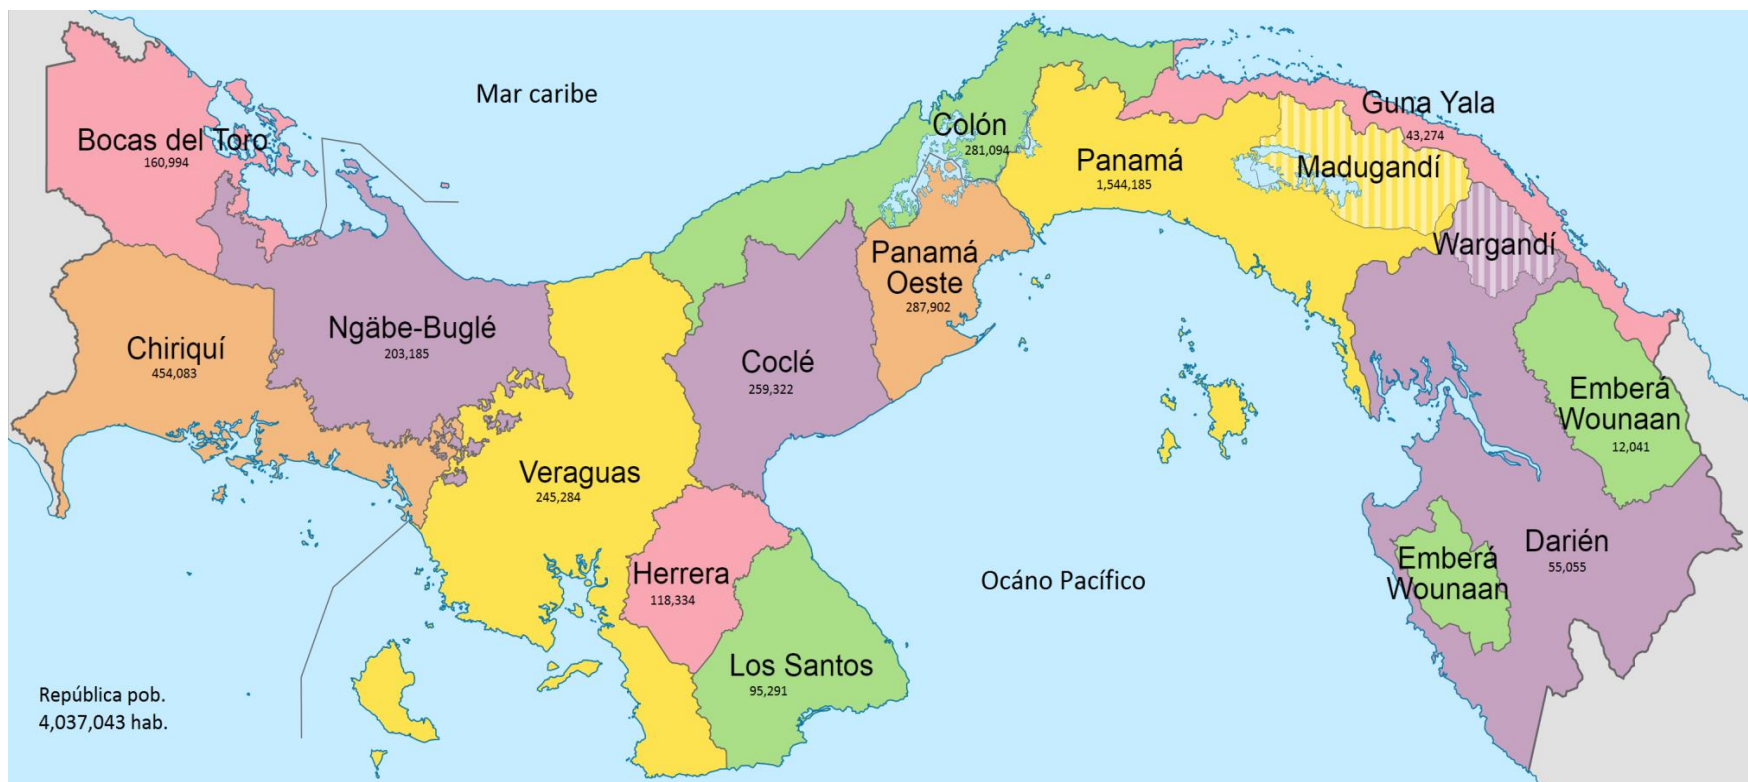 Mar caribe
Bocas del Toro
160,994
Colón
281,094
Guna Yala
43,274
Panamá
1,544,185
Madugandí
Wargandí
Panamá
Oeste
287,902
Chiriquí
454,083
Ngäbe-Buglé
203,185
Coclé
259,322
Emberá
Wounaan
12,041
Veraguas
245,284
Herrera
118,334
Ocáno Pacífico
Emberá
Wounaan
Darién
55,055
Los Santos
95,291
República pob.
4,037,043 hab.